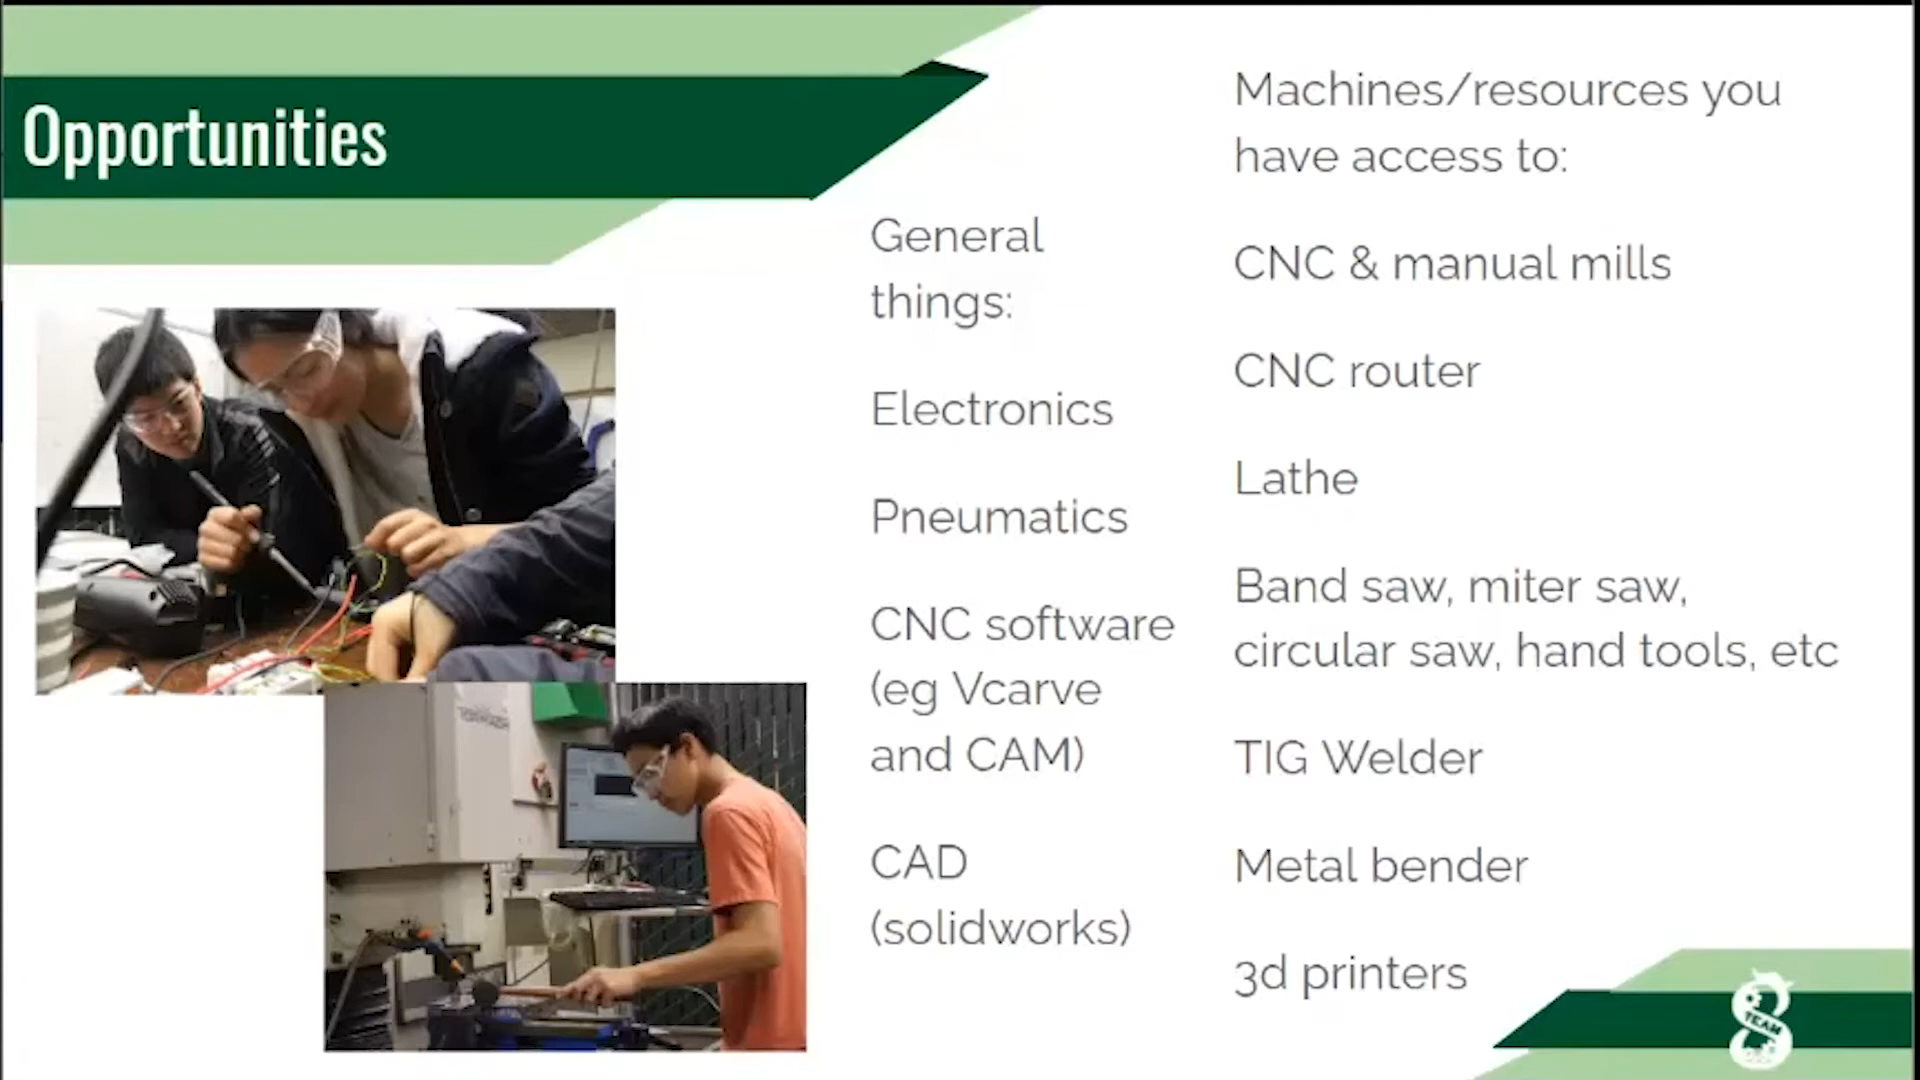 Opportunities
General
things:
Electronics
Pneumatics
CNC software
(eg Vcarve
and CAM)
CAD
(solidworks)
Machines/resources you
have access to:
CNC & manual mills
CNC router
Lathe
Band saw, miter saw,
circular saw, hand tools, etc
TIG Welder
Metal bender
3d printers
TEAM